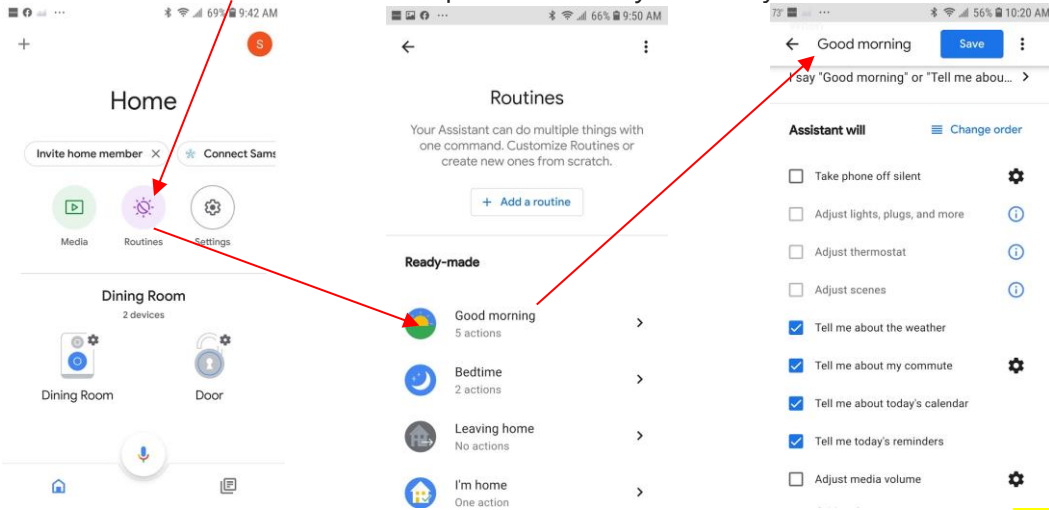 69% 9:42 AM
S
Home
Invite home member ×
Connect Sams
Media
Routines
Settings
Dining Room
2 devices
Dining Room
Door
66% 9:50 AM
Routines
Your Assistant can do multiple things with
one command. Customize Routines or
create new ones from scratch.
+ Add a routine
Ready-made
Good morning
5 actions
Bedtime
2 actions
Leaving home
No actions
I'm home
One action
73° 56% 10:20 AM
Good morning
Save
I say "Good morning" or "Tell me abou...
Assistant will
Change order
Take phone off silent
Adjust lights, plugs, and more
Adjust thermostat
Adjust scenes
Tell me about the weather
Tell me about my commute
Tell me about today's calendar
Tell me today's reminders
Adjust media volume